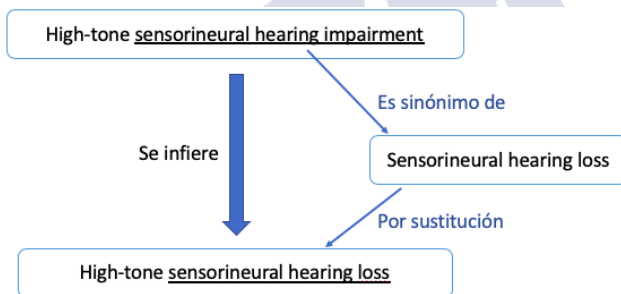 High-tone sensorineural hearing impairment
Es sinónimo de
Se infiere
Sensorineural hearing loss
Por sustitución
High-tone sensorineural hearing loss